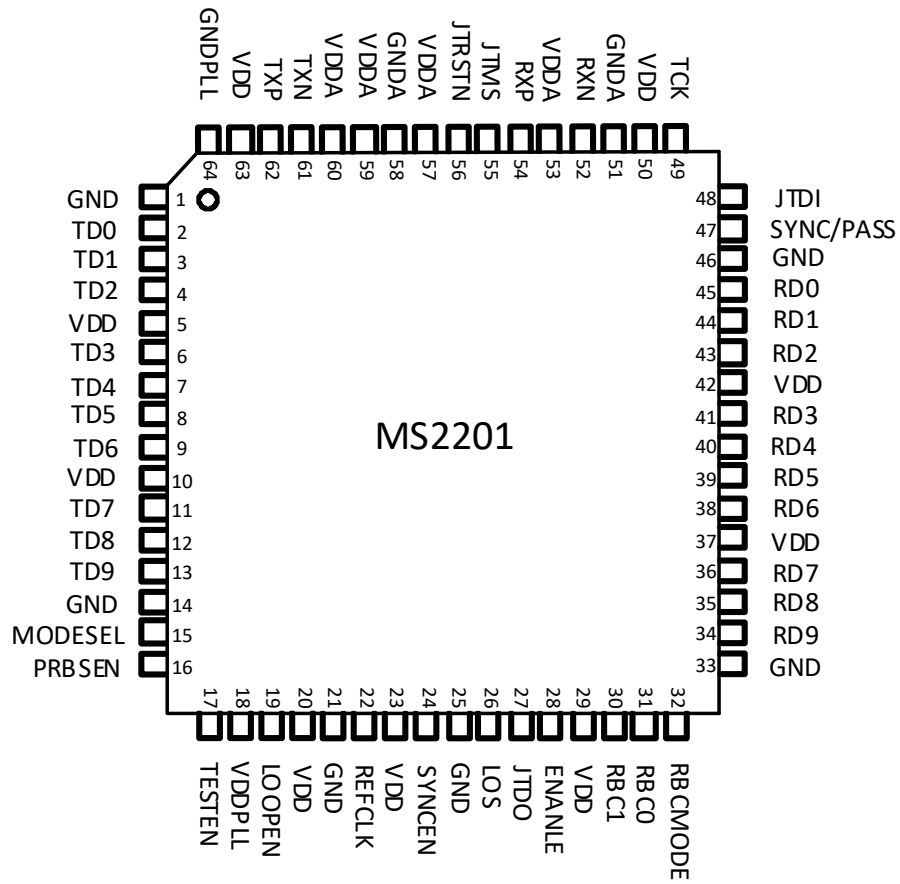 GNDPLL VDD TXP TXN VDDA VDDA GNDA VDDA JTRSTN JTMS RXP VDDA RXN GNDA VDD TCK
64 63 62 61 60 59 58 57 56 55 54 53 52 51 50 49
GND 1 48 JTDI
TD0 2 47 SYNC/PASS
TD1 3 46 GND
TD2 4 45 RD0
VDD 5 44 RD1
TD3 6 43 RD2
TD4 7 42 VDD
TD5 8 41 RD3
MS2201
TD6 9 40 RD4
VDD 10 39 RD5
TD7 11 38 RD6
TD8 12 37 VDD
TD9 13 36 RD7
GND 14 35 RD8
MODESEL 15 34 RD9
PRBSEN 16 33 GND
17 18 19 20 21 22 23 24 25 26 27 28 29 30 31 32
TESTEN VDDPLL LOOPEN VDD GND REFCLK VDD SYNCEN GND LOS JTDO ENANLE VDD RBC1 RBC0 RBCMODE